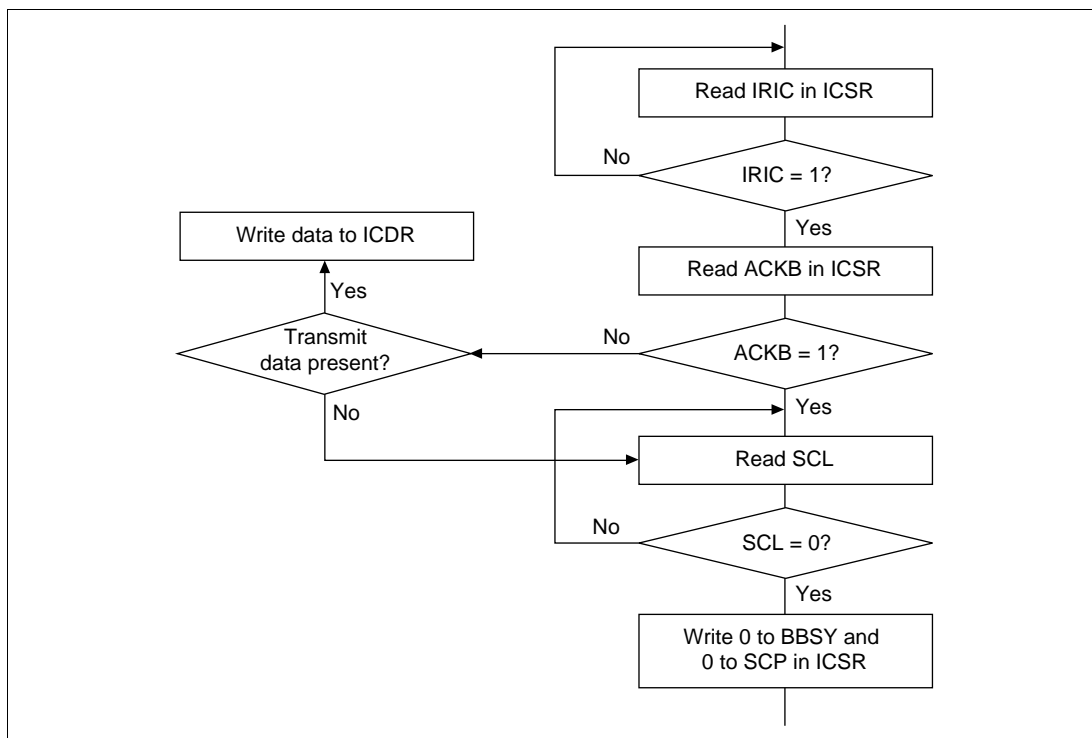 Read IRIC in ICSR
No
IRIC = 1?
Yes
Write data to ICDR
Read ACKB in ICSR
Yes
Transmit
data present?
No
ACKB = 1?
Yes
No
Read SCL
No
SCL = 0?
Yes
Write 0 to BBSY and
0 to SCP in ICSR